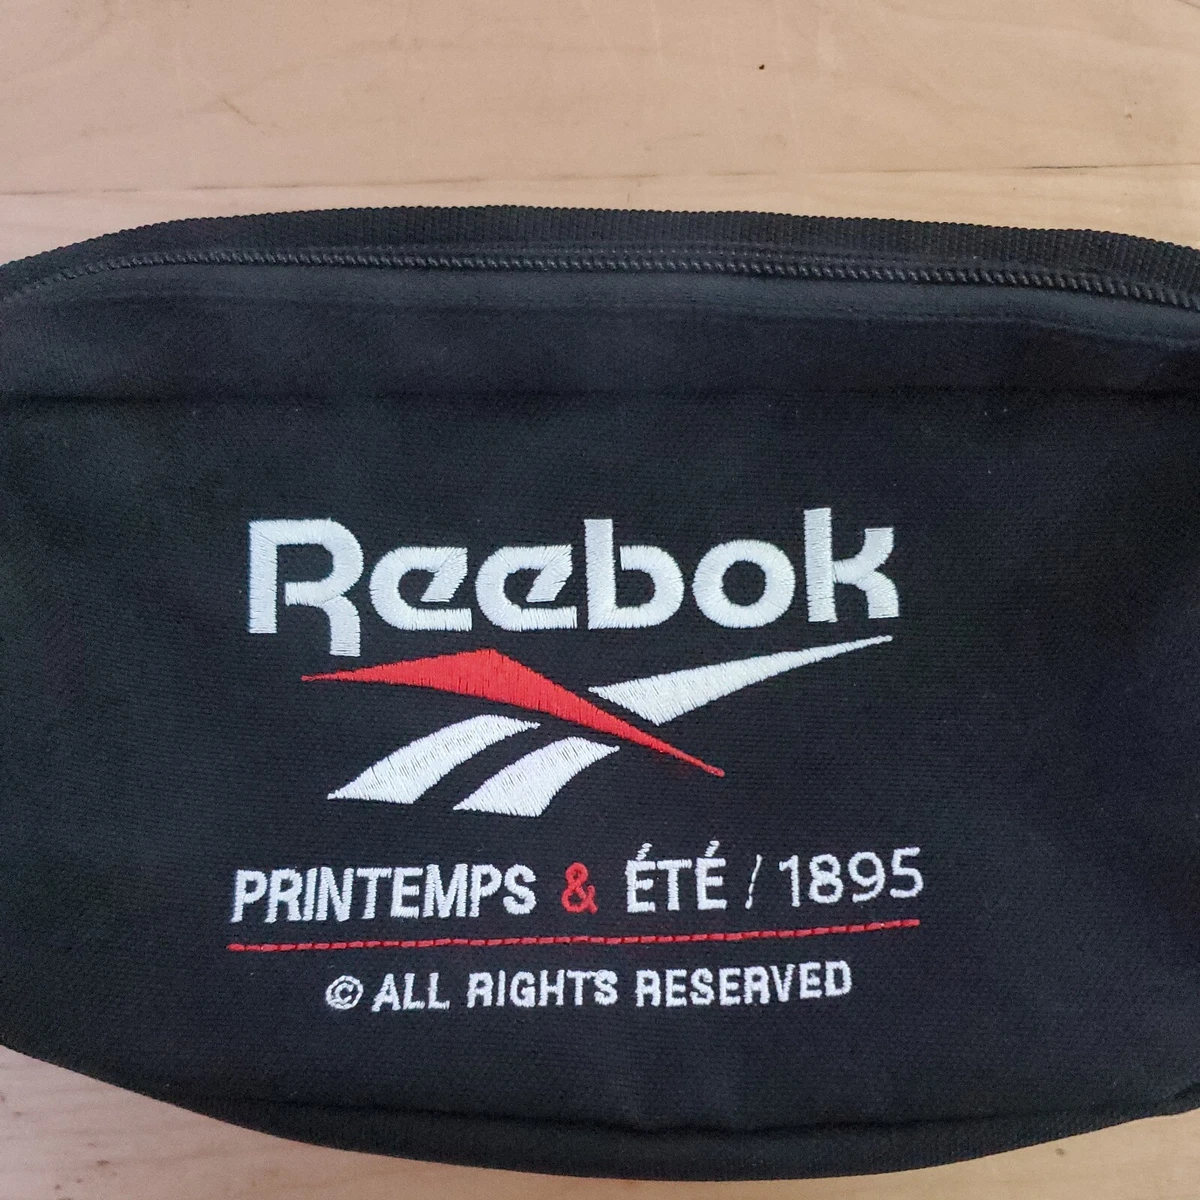 Reebok
PRINTEMPS & ÉTÉ / 1895
© ALL RIGHTS RESERVED